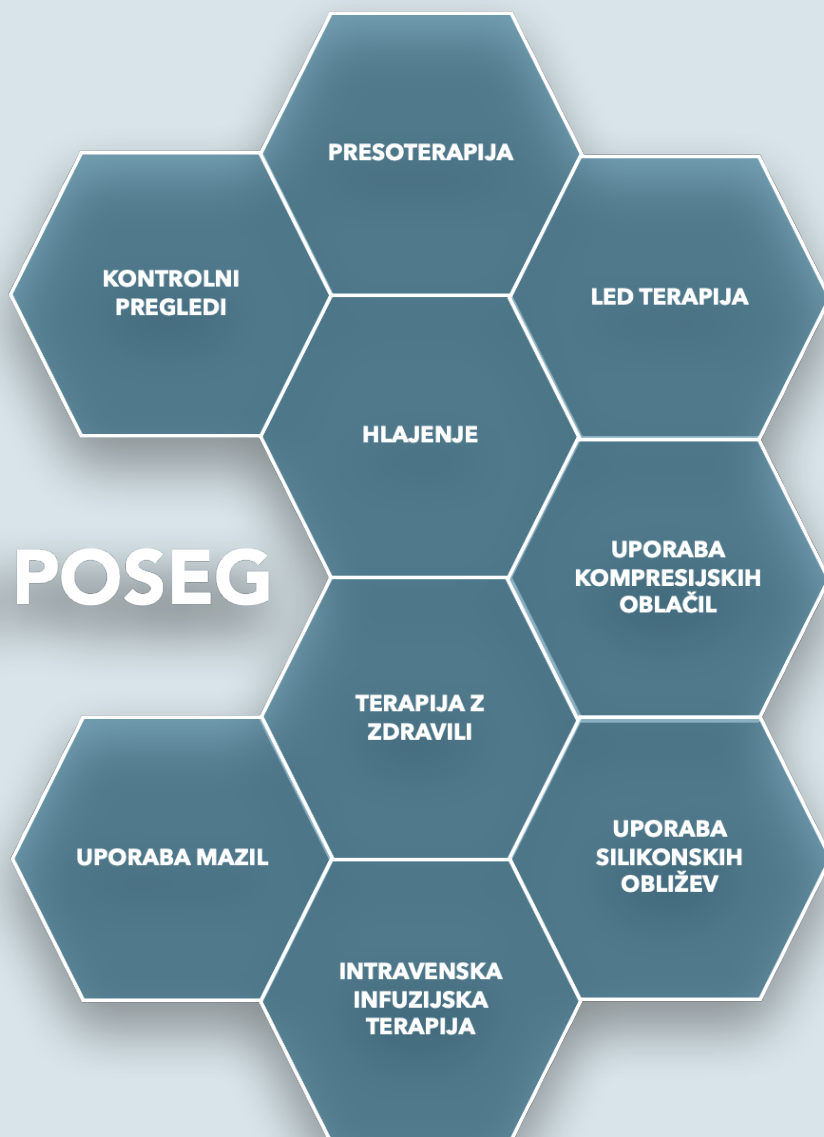 PRESOTERAPIJA
KONTROLNI
PREGLEDI
LED TERAPIJA
HLAJENJE
POSEG
UPORABA
KOMPRESIJSKIH
OBLAČIL
TERAPIJA Z
ZDRAVILI
UPORABA MAZIL
UPORABA
SILIKONSKIH
OBLIŽEV
INTRAVENSKA
INFUZIJSKA
TERAPIJA